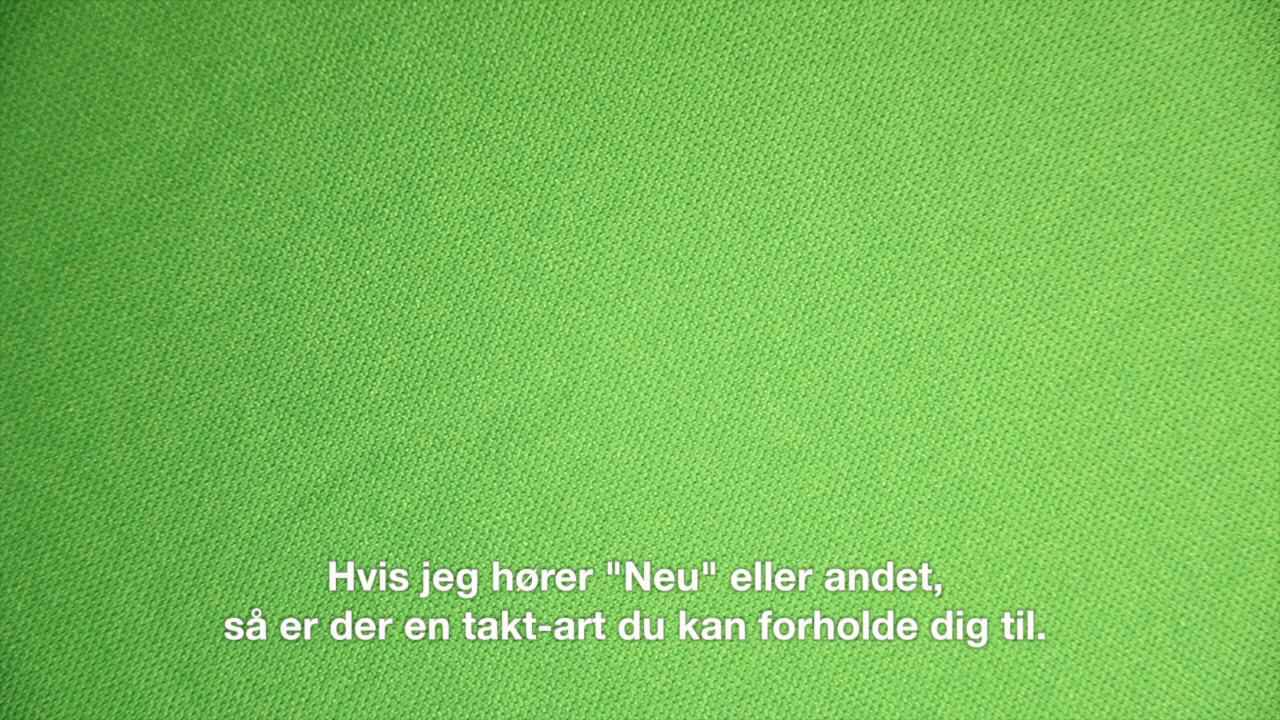 Hvis jeg hører "Neu" eller andet,
så er der en takt-art du kan forholde dig til.